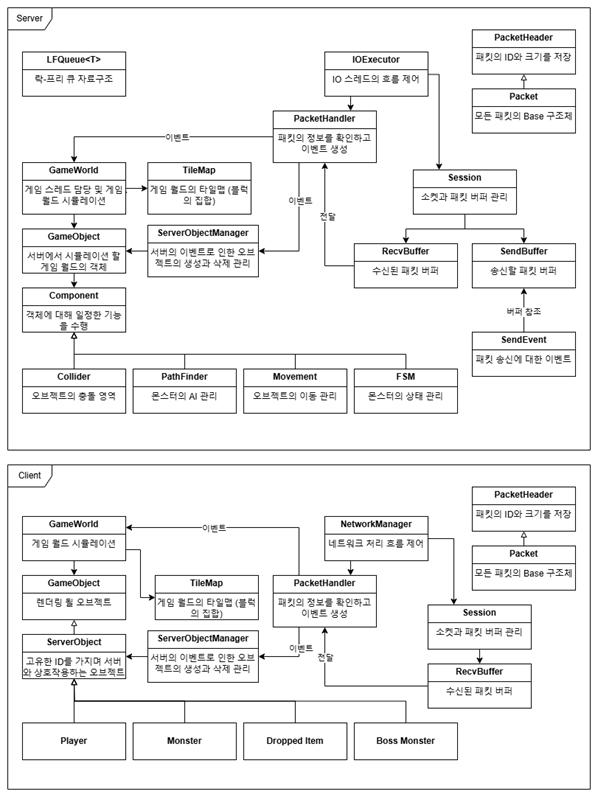 Server
LFQueue<T>
락-프리 큐 자료구조
IOExecutor
IO 스레드의 흐름 제어
PacketHeader
패킷의 ID와 크기를 저장
Packet
모든 패킷의 Base 구조체
PacketHandler
패킷의 정보를 확인하고
이벤트 생성
이벤트
GameWorld
게임 스레드 담당 및 게임
월드 시뮬레이션
TileMap
게임 월드의 타일맵 (블럭
의 집합)
이벤트
전달
Session
소켓과 패킷 버퍼 관리
GameObject
서버에서 시뮬레이션 할
게임 월드의 객체
ServerObjectManager
서버의 이벤트로 인한 오브
젝트의 생성과 삭제 관리
RecvBuffer
수신된 패킷 버퍼
SendBuffer
송신할 패킷 버퍼
Component
객체에 대해 일정한 기능
을 수행
버퍼 참조
SendEvent
패킷 송신에 대한 이벤트
Collider
오브젝트의 충돌 영역
PathFinder
몬스터의 AI 관리
Movement
오브젝트의 이동 관리
FSM
몬스터의 상태 관리
Client
GameWorld
게임 월드 시뮬레이션
이벤트
NetworkManager
네트워크 처리 흐름 제어
PacketHeader
패킷의 ID와 크기를 저장
Packet
모든 패킷의 Base 구조체
GameObject
렌더링 될 오브젝트
TileMap
게임 월드의 타일맵 (블럭
의 집합)
PacketHandler
패킷의 정보를 확인하고
이벤트 생성
Session
소켓과 패킷 버퍼 관리
ServerObject
고유한 ID를 가지며 서버
와 상호작용하는 오브젝트
ServerObjectManager
서버의 이벤트로 인한 오브
젝트의 생성과 삭제 관리
이벤트
전달
RecvBuffer
수신된 패킷 버퍼
Player
Monster
Dropped Item
Boss Monster